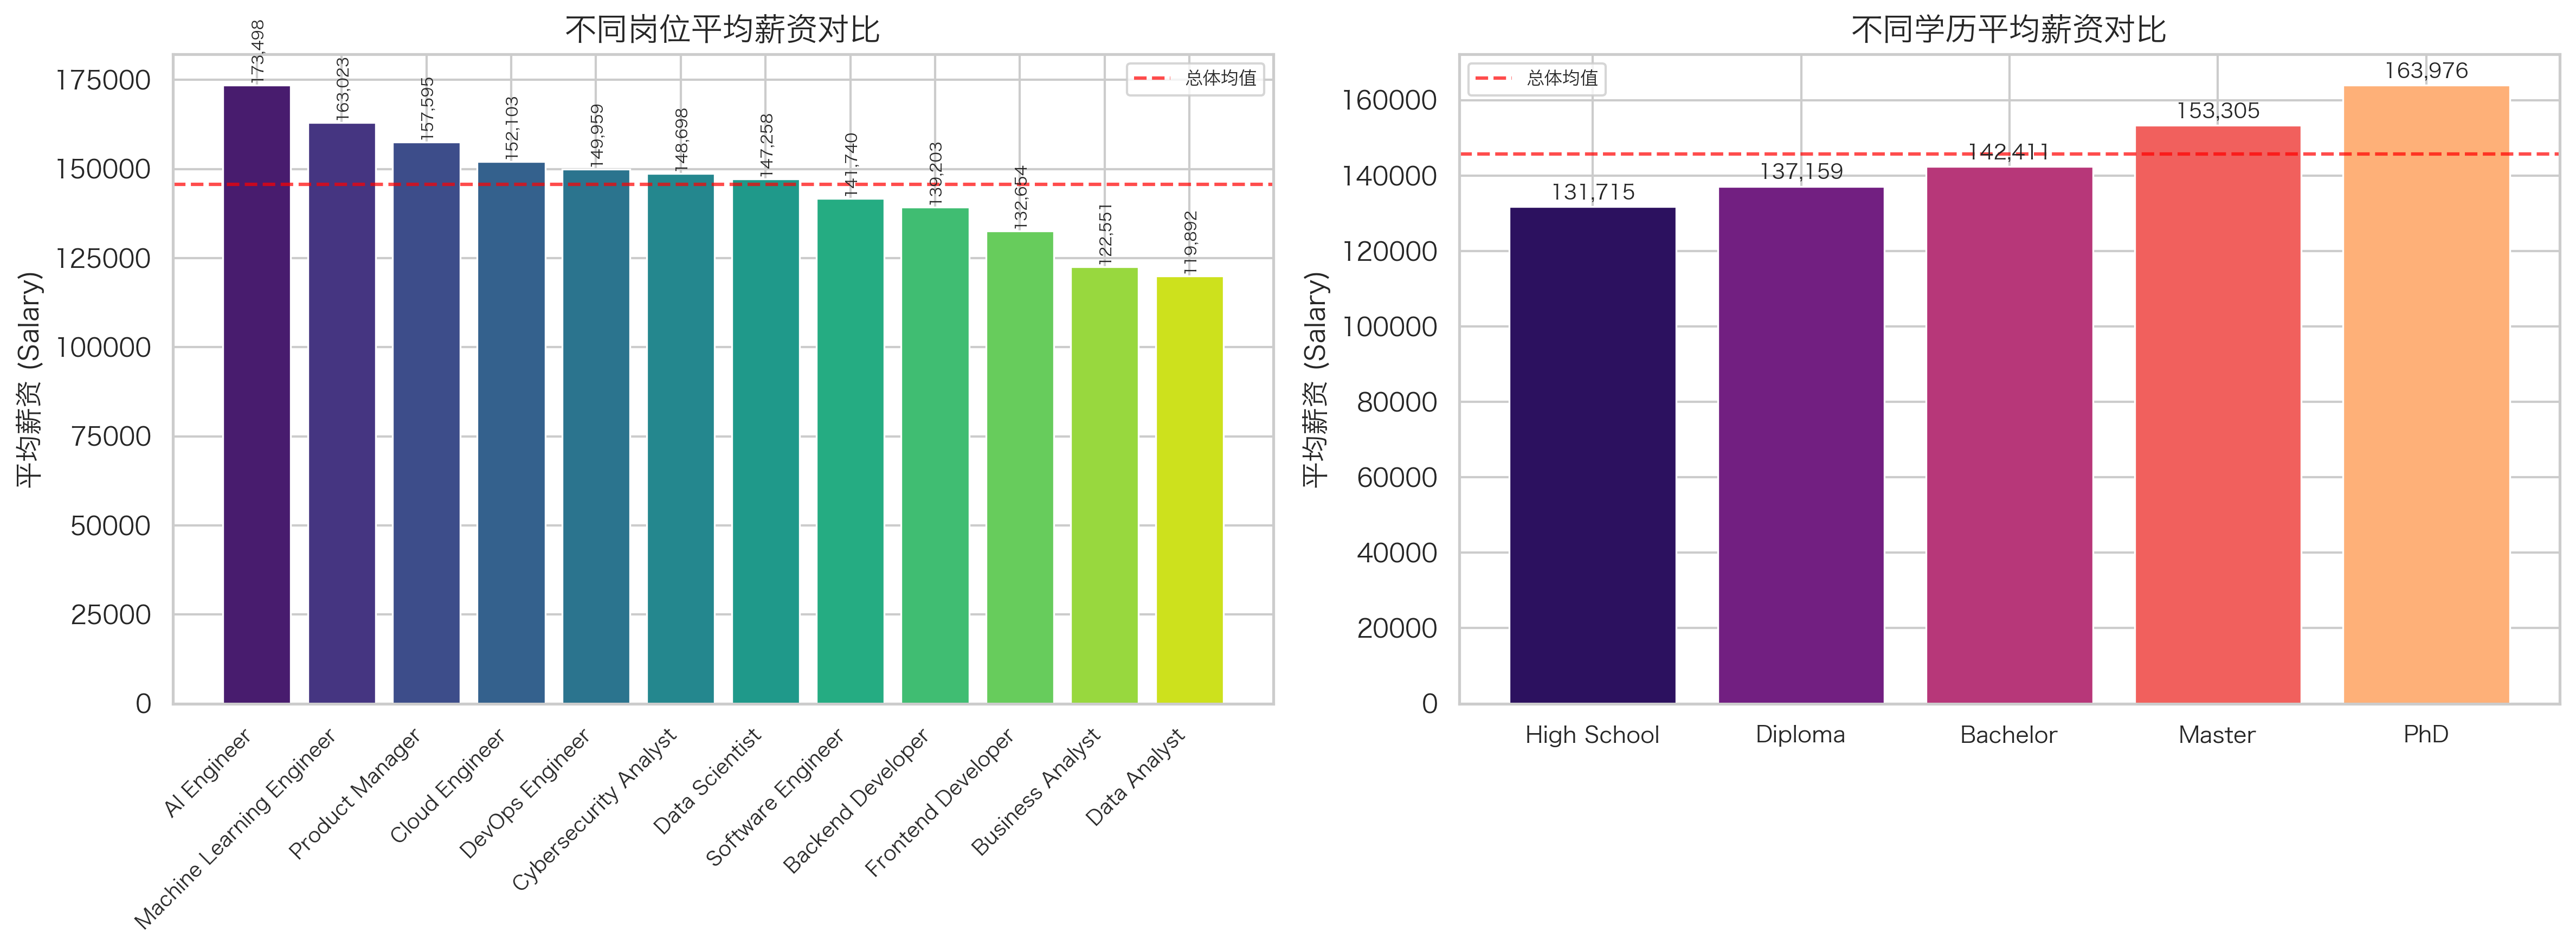 不同岗位平均薪资对比
总体均值
平均薪资 (Salary)
175000
150000
125000
100000
75000
50000
25000
0
173,498
163,023
157,595
152,103
149,959
148,698
147,258
141,740
139,203
132,654
122,551
119,892
AI Engineer
Machine Learning Engineer
Product Manager
Cloud Engineer
DevOps Engineer
Cybersecurity Analyst
Data Scientist
Software Engineer
Backend Developer
Frontend Developer
Business Analyst
Data Analyst
不同学历平均薪资对比
总体均值
平均薪资 (Salary)
160000
140000
120000
100000
80000
60000
40000
20000
0
131,715
137,159
142,411
153,305
163,976
High School
Diploma
Bachelor
Master
PhD